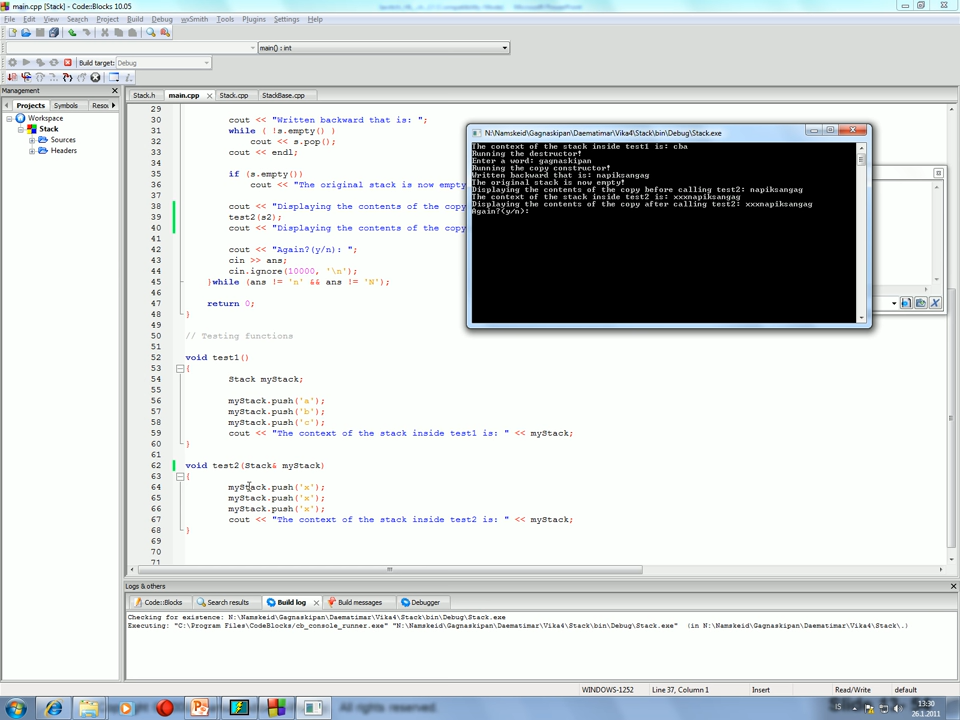 main.cpp [Stack] - Code::Blocks 10.05
File Edit View Search Project Build Debug wxSmith Tools Plugins Settings Help
main() : int
Build target: Debug
Management
Projects Symbols Resou
Workspace
Stack
Sources
Headers
Stack.h main.cpp Stack.cpp StackBase.cpp
29
30 cout << "Written backward that is: ";
31 while ( !s.empty() )
32 cout << s.pop();
33 cout << endl;
34
35 if (s.empty())
36 cout << "The original stack is now empty
37
38 cout << "Displaying the contents of the copy
39 test2(s2);
40 cout << "Displaying the contents of the copy
41
42 cout << "Again?(y/n): ";
43 cin >> ans;
44 cin.ignore(10000, '\n');
45 }while (ans != 'n' && ans != 'N');
46
47 return 0;
48 }
49
50 // Testing functions
51
52 void test1()
53 {
54 Stack myStack;
55
56 myStack.push('a');
57 myStack.push('b');
58 myStack.push('c');
59 cout << "The context of the stack inside test1 is: " << myStack;
60 }
61
62 void test2(Stack& myStack)
63 {
64 myStack.push('x');
65 myStack.push('x');
66 myStack.push('x');
67 cout << "The context of the stack inside test2 is: " << myStack;
68 }
69
70
71
N:\Namskeid\Gagnaskipan\Daematimar\Vika4\Stack\bin\Debug\Stack.exe
The context of the stack inside test1 is: cba
Running the destructor!
Enter a word: gagnaskipan
Running the copy constructor!
Written backward that is: napiksangag
The original stack is now empty!
Displaying the contents of the copy before calling test2: napiksangag
The context of the stack inside test2 is: xxxnapiksangag
Displaying the contents of the copy after calling test2: xxxnapiksangag
Again?(y/n):
Logs & others
Code::Blocks Search results Build log Build messages Debugger
Checking for existence: N:\Namskeid\Gagnaskipan\Daematimar\Vika4\Stack\bin\Debug\Stack.exe
Executing: "C:\Program Files\CodeBlocks/cb_console_runner.exe" "N:\Namskeid\Gagnaskipan\Daematimar\Vika4\Stack\bin\Debug\Stack.exe" (in N:\Namskeid\Gagnaskipan\Daematimar\Vika4\Stack\.)
WINDOWS-1252 Line 37, Column 1 Insert Read/Write default
All rights reserved.
IS
13:30
26.1.2011